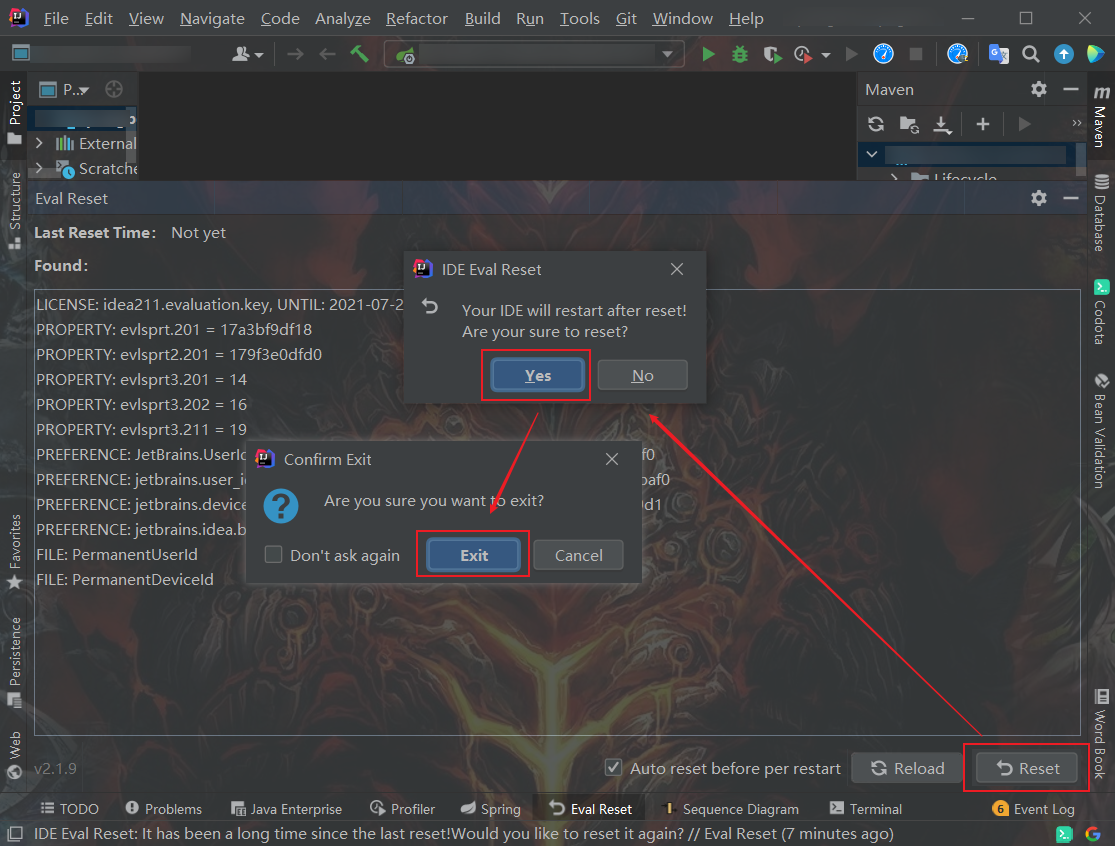 File Edit View Navigate Code Analyze Refactor Build Run Tools Git Window Help
Project
P..
External
Scratche
Maven
Lifecycle
Maven
Structure
Database
Codota
Bean Validation
Word Book
Favorites
Persistence
Web
Eval Reset
Last Reset Time: Not yet
Found:
LICENSE: idea211.evaluation.key, UNTIL: 2021-07-2
PROPERTY: evlsprt.201 = 17a3bf9df18
PROPERTY: evlsprt2.201 = 179f3e0dfd0
PROPERTY: evlsprt3.201 = 14
PROPERTY: evlsprt3.202 = 16
PROPERTY: evlsprt3.211 = 19
PREFERENCE: JetBrains.UserId
PREFERENCE: jetbrains.user_i
PREFERENCE: jetbrains.device
PREFERENCE: jetbrains.idea.b
FILE: PermanentUserId
FILE: PermanentDeviceId
IDE Eval Reset
Your IDE will restart after reset!
Are your sure to reset?
Yes No
Confirm Exit
Are you sure you want to exit?
Don't ask again Exit Cancel
v2.1.9 Auto reset before per restart Reload Reset
TODO Problems Java Enterprise Profiler Spring Eval Reset Sequence Diagram Terminal 6 Event Log
IDE Eval Reset: It has been a long time since the last reset!Would you like to reset it again? // Eval Reset (7 minutes ago)